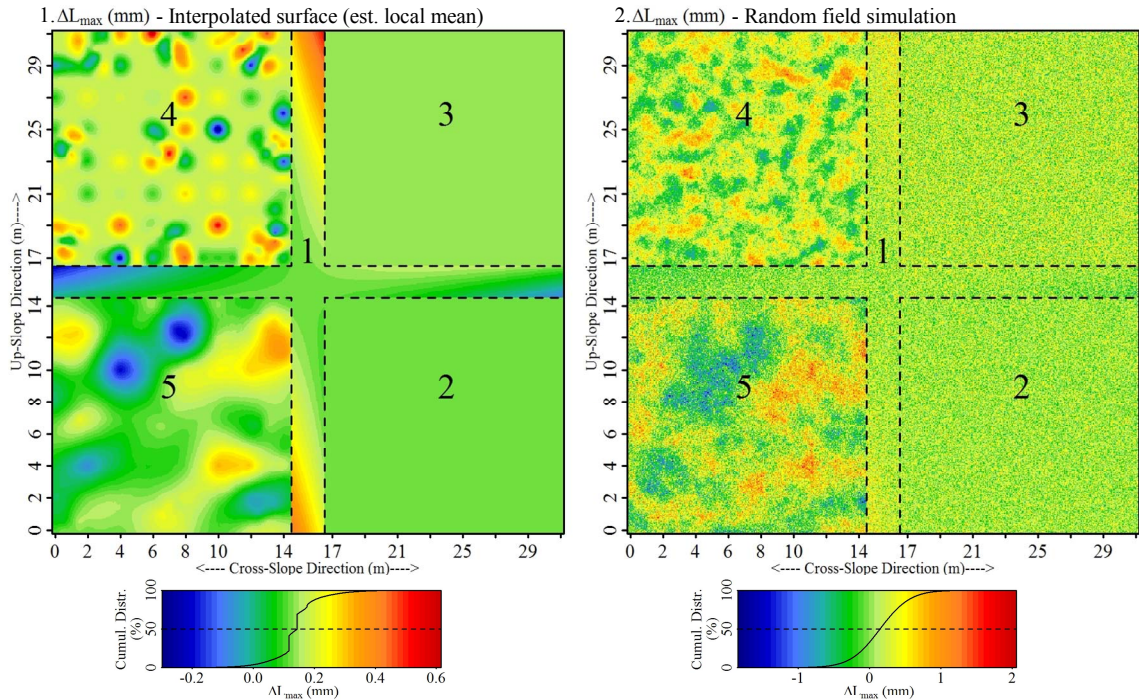 1.ΔLmax (mm) - Interpolated surface (est. local mean)
2.ΔLmax (mm) - Random field simulation
Up-Slope Direction (m)---->
29
25
21
17
14
10
8
6
4
2
0
4
3
1
5
2
0 2 4 6 8 10 14 17 21 25 29
<---- Cross-Slope Direction (m)---->
Up-Slope Direction (m)---->
29
25
21
17
14
10
8
6
4
2
0
4
3
1
5
2
0 2 4 6 8 10 14 17 21 25 29
<---- Cross-Slope Direction (m)---->
Cumul. Distr.
(%)
100
50
0
-0.2 0.0 0.2 0.4 0.6
ΔLmax (mm)
Cumul. Distr.
(%)
100
50
0
-1 0 1 2
ΔLmax (mm)